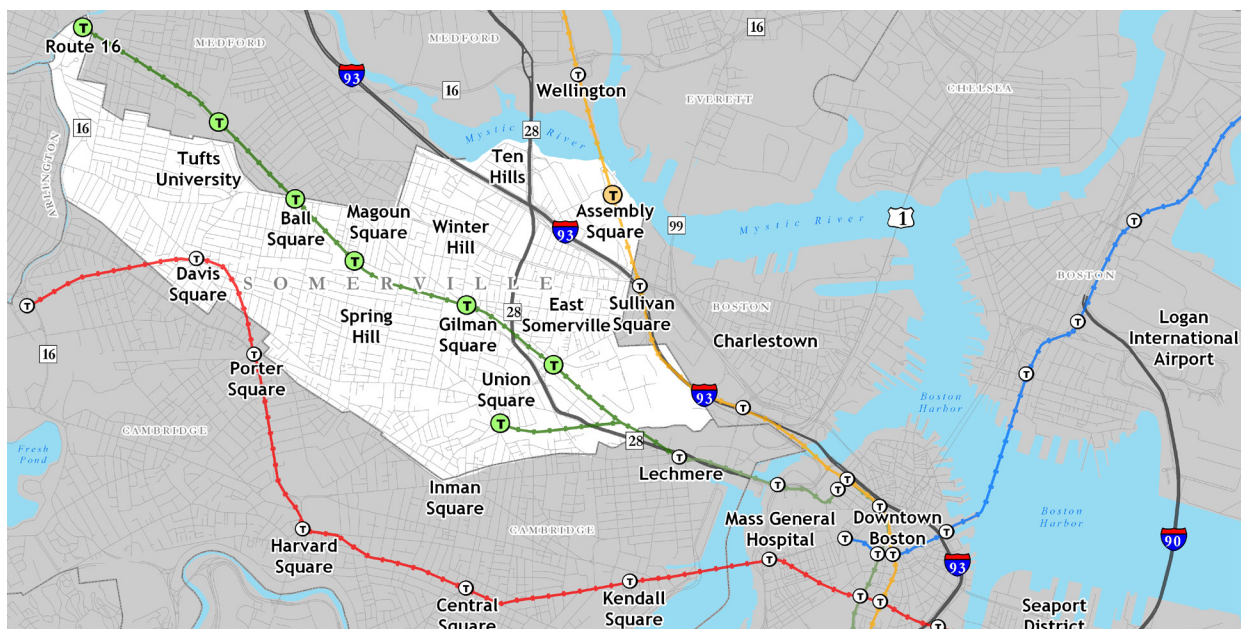 T
Route 16
MEDFORD
MEDFORD
16
93
16
T
Wellington
EVERETT
CHELSEA
16
ARLINGTON
T
28
Mystic River
Tufts
University
Ten
Hills
T
Ball
Square
Magoun
Square
Winter
Hill
T
Assembly
Square
93
99
Mystic River
1
T
T
Davis
Square
T
SOMERVILLE
T
Sullivan
Square
BOSTON
BOSTON
T
Spring
Hill
T
Gilman
Square
28
East
Somerville
Charlestown
T
Logan
International
Airport
16
T
Porter
Square
T
T
Union
Square
93
T
Boston
Harbor
CAMBRIDGE
T
28
Fresh
Pond
Inman
Square
T
Lechmere
T
T
T
T
Harvard
Square
CAMBRIDGE
Mass General
Hospital
Downtown
Boston
T
T
T
T
T
Boston
Harbor
90
93
T
Central
Square
T
Kendall
Square
T
T
T
T
Seaport
District